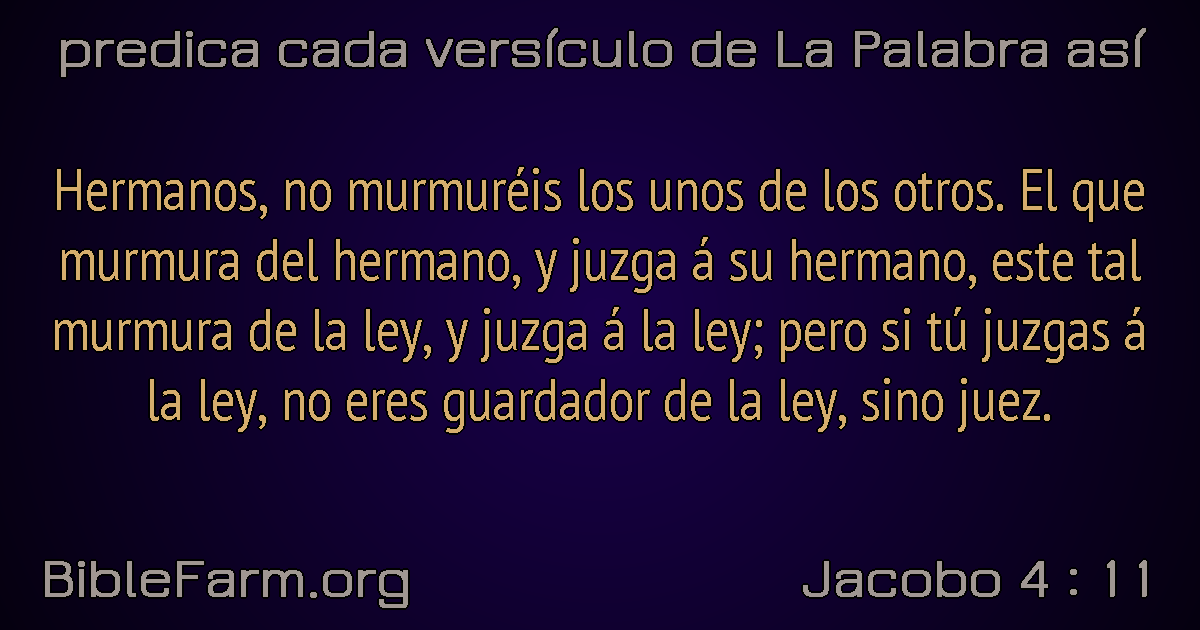 predica cada versículo de La Palabra así
Hermanos, no murmuréis los unos de los otros. El que
murmura del hermano, y juzga á su hermano, este tal
murmura de la ley, y juzga á la ley; pero si tú juzgas á
la ley, no eres guardador de la ley, sino juez.
BibleFarm.org
Jacobo 4 : 11